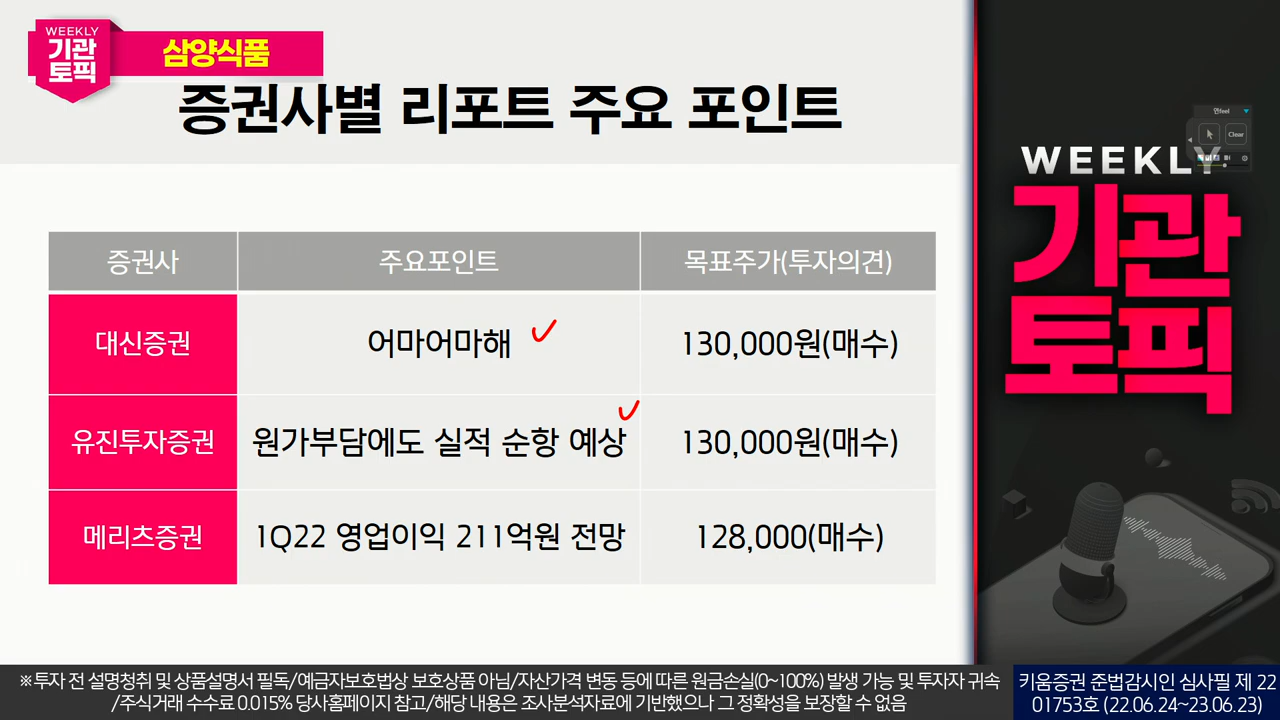 WEEKLY
기관
토픽
삼양식품
증권사별 리포트 주요 포인트
증권사 주요포인트 목표주가(투자의견)
대신증권 어마어마해 130,000원(매수)
유진투자증권 원가부담에도 실적 순항 예상 130,000원(매수)
메리츠증권 1Q22 영업이익 211억원 전망 128,000(매수)
Clear
WEEKLY
기관
토픽
※투자 전 설명청취 및 상품설명서 필독/예금자보호법상 보호상품 아님/자산가격 변동 등에 따른 원금손실(0~100%) 발생 가능 및 투자자 귀속
/주식거래 수수료 0.015% 당사홈페이지 참고/해당 내용은 조사분석자료에 기반했으나 그 정확성을 보장할 수 없음
키움증권 준법감시인 심사필 제 22
01753호 (22.06.24~23.06.23)